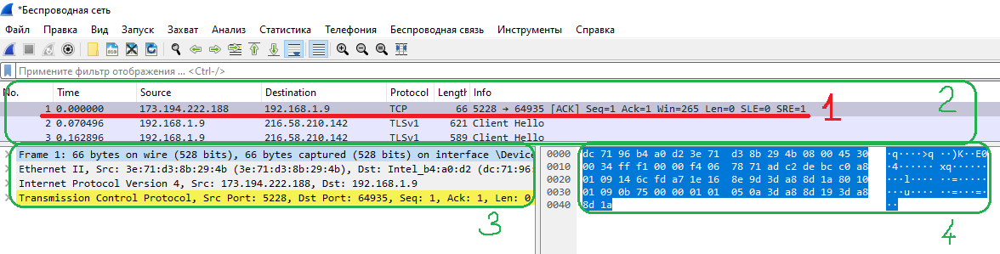 *Беспроводная сеть
Файл Правка Вид Запуск Захват Анализ Статистика Телефония Беспроводная связь Инструменты Справка
Примените фильтр отображения ... <Ctrl-/>
No. Time Source Destination Protocol Length Info 2
1 0.000000 173.194.222.188 192.168.1.9 TCP 66 5228 → 64935 [ACK] Seq=1 Ack=1 Win=265 Len=0 SLE=0 SRE=1 1
2 0.070496 192.168.1.9 216.58.210.142 TLSv1 621 Client Hello
3 0.162896 192.168.1.9 216.58.210.142 TLSv1 589 Client Hello
Frame 1: 66 bytes on wire (528 bits), 66 bytes captured (528 bits) on interface \Device
Ethernet II, Src: 3e:71:d3:8b:29:4b (3e:71:d3:8b:29:4b), Dst: Intel_b4:a0:d2 (dc:71:96:
Internet Protocol Version 4, Src: 173.194.222.188, Dst: 192.168.1.9
Transmission Control Protocol, Src Port: 5228, Dst Port: 64935, Seq: 1, Ack: 1, Len: 0
3
0000 dc 71 96 b4 a0 d2 3e 71 d3 8b 29 4b 08 00 45 30 ·q····>q ··)K··E0
0010 00 34 ff f1 00 00 f4 06 78 71 ad c2 de bc c0 a8 ·4······ xq······
0020 01 09 14 6c fd a7 1e 16 8e 9d 3d a8 8d 1a 80 10 ···l···· ··=·····
0030 01 09 0b 75 00 00 01 01 05 0a 3d a8 8d 19 3d a8 ···u···· ··=···=·
0040 8d 1a ··
4